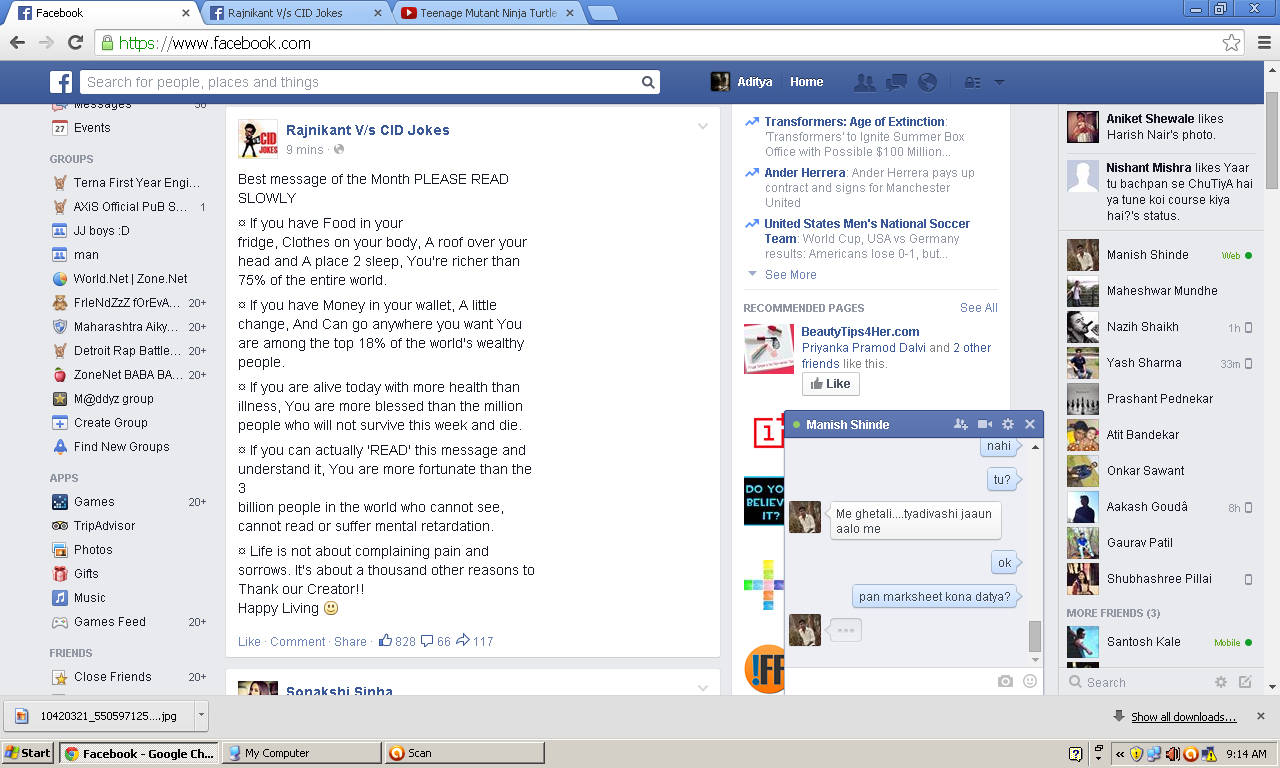 Facebook
Rajnikant V/s CID Jokes
Teenage Mutant Ninja Turtle
https://www.facebook.com
Search for people, places and things
Aditya
Home
Messages
Events
27
GROUPS
Terna First Year Engi...
AXiS Official PuB S... 1
JJ boys :D
mah
World.Net | Zone.Net
FrIeNdZzZ fOrEvA... 20+
Maharashtra Aiky... 20+
Detroit Rap Battle... 20+
20+
M@ddyz group
Create Group
Find New Groups
APPS
Games 20+
TripAdvisor
Photos
Gifts
Music
Games Feed 20+
FRIENDS
Close Friends 20+
CID
JOKES
Rajnikant V/s CID Jokes
9 mins ·
Best message of the Month PLEASE READ
SLOWLY
¤ If you have Food in your
fridge, Clothes on your body, A roof over your
head and A place 2 sleep, You're richer than
75% of the entire world.
¤ If you have Money in your wallet, A little
change, And Can go anywhere you want You
are among the top 18% of the world's wealthy
people.
¤ If you are alive today with more health than
illness, You are more blessed than the million
people who will not survive this week and die.
¤ If you can actually 'READ' this message and
understand it, You are more fortunate than the
3
billion people in the world who cannot see,
cannot read or suffer mental retardation.
¤ Life is not about complaining pain and
sorrows. It's about a thousand other reasons to
Thank our Creator!!
Happy Living
Like · Comment · Share · 828 66 117
Sonakshi Sinha
Transformers: Age of Extinction:
'Transformers' to Ignite Summer Box
Office with Possible $100 Million...
Ander Herrera: Ander Herrera pays up
contract and signs for Manchester
United
United States Men's National Soccer
Team: World Cup, USA vs Germany
results: Americans lose 0-1, but...
See More
RECOMMENDED PAGES See All
BeautyTips4Her.com
Priyanka Pramod Dalvi and 2 other
friends like this.
Like
1
DO YO
BELIEV
IT?
!FF
Manish Shinde
nahi
tu?
Me ghetali....tyadivashi jaaun
aalo me
ok
pan marksheet kona datya?
Aniket Shewale likes
Harish Nair's photo.
Nishant Mishra likes Yaar
tu bachpan se ChuTiyA hai
ya tune koi course kiya
hai?'s status.
Manish Shinde Web
Maheshwar Mundhe
Nazih Shaikh 1h
Yash Sharma 33m
Prashant Pednekar
Atit Bandekar
Onkar Sawant
Aakash Gouda 8h
Gaurav Patil
Shubhashree Pillai
MORE FRIENDS (3)
Santosh Kale Mobile
Search
10420321_550597125....jpg
Show all downloads...
Start
Facebook - Google Ch...
My Computer
Scan
9:14 AM